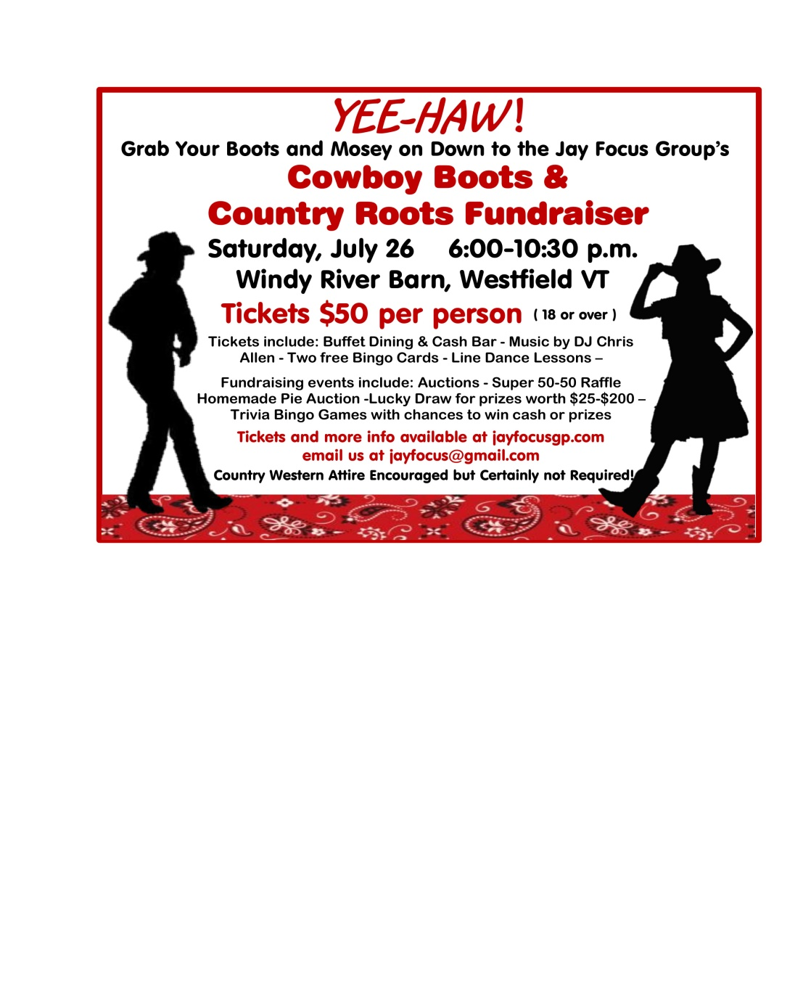 YEE-HAW!
Grab Your Boots and Mosey on Down to the Jay Focus Group's
Cowboy Boots &
Country Roots Fundraiser
Saturday, July 26 6:00-10:30 p.m.
Windy River Barn, Westfield VT
Tickets $50 per person ( 18 or over )
Tickets include: Buffet Dining & Cash Bar - Music by DJ Chris
Allen - Two free Bingo Cards - Line Dance Lessons –
Fundraising events include: Auctions - Super 50-50 Raffle
Homemade Pie Auction -Lucky Draw for prizes worth $25-$200 –
Trivia Bingo Games with chances to win cash or prizes
Tickets and more info available at jayfocusgp.com
email us at jayfocus@gmail.com
Country Western Attire Encouraged but Certainly not Required!